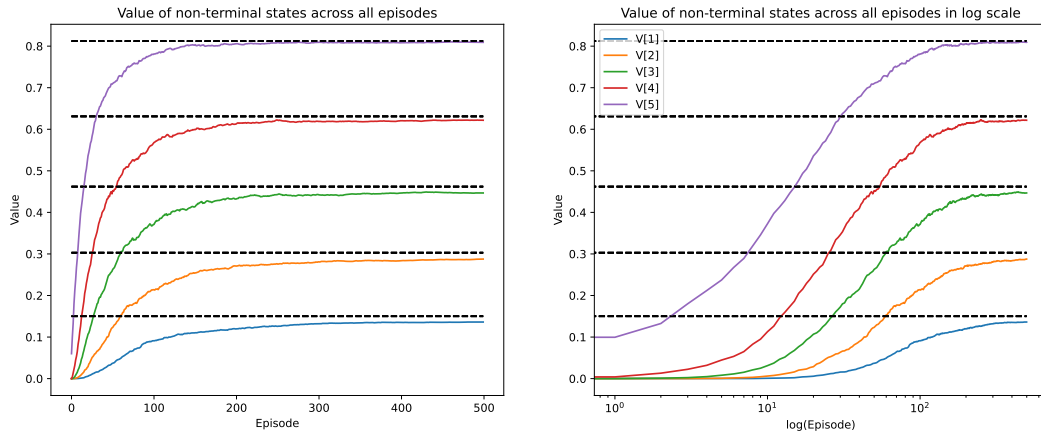 Value of non-terminal states across all episodes
Value
0.8
0.7
0.6
0.5
0.4
0.3
0.2
0.1
0.0
0 100 200 300 400 500
Episode
Value of non-terminal states across all episodes in log scale
V[1]
V[2]
V[3]
V[4]
V[5]
Value
0.8
0.7
0.6
0.5
0.4
0.3
0.2
0.1
0.0
10⁰ 10¹ 10²
log(Episode)